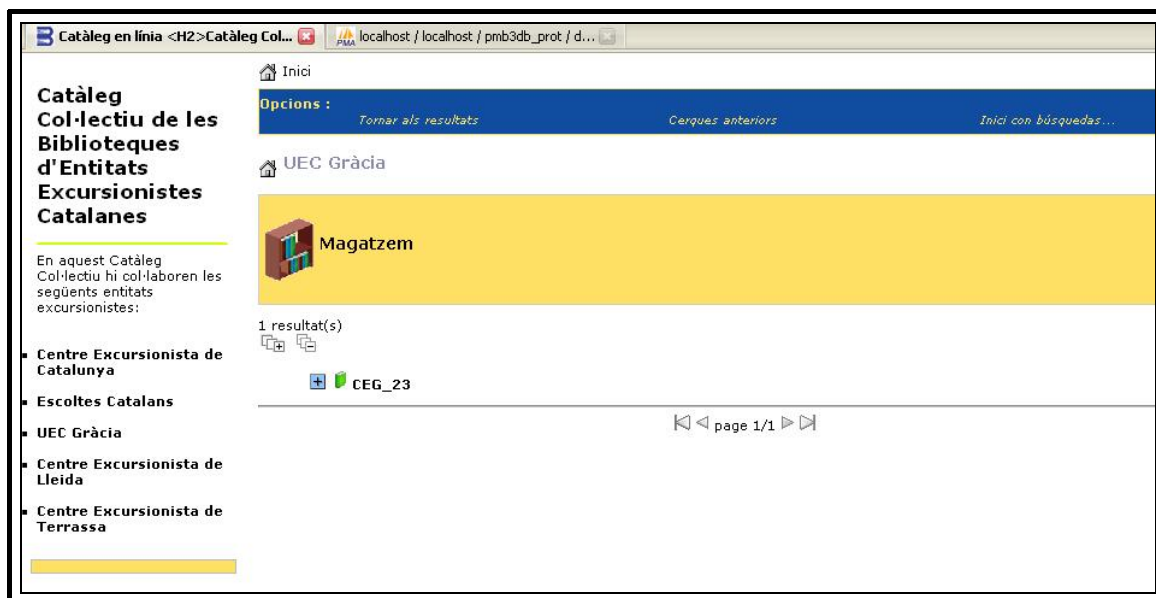 Catàleg en línia <H2>Catàleg Col...
localhost / localhost / pmb3db_prot / d...
PMA
Inici
Catàleg
Col·lectiu de les
Biblioteques
d'Entitats
Excursionistes
Catalanes
En aquest Catàleg
Col·lectiu hi col·laboren les
següents entitats
excursionistes:
Centre Excursionista de
Catalunya
Escoltes Catalans
UEC Gràcia
Centre Excursionista de
Lleida
Centre Excursionista de
Terrassa
Opcions :
Tornar als resultats Cerques anteriors Inici con búsquedas...
UEC Gràcia
Magatzem
1 resultat(s)
CEG_23
page 1/1